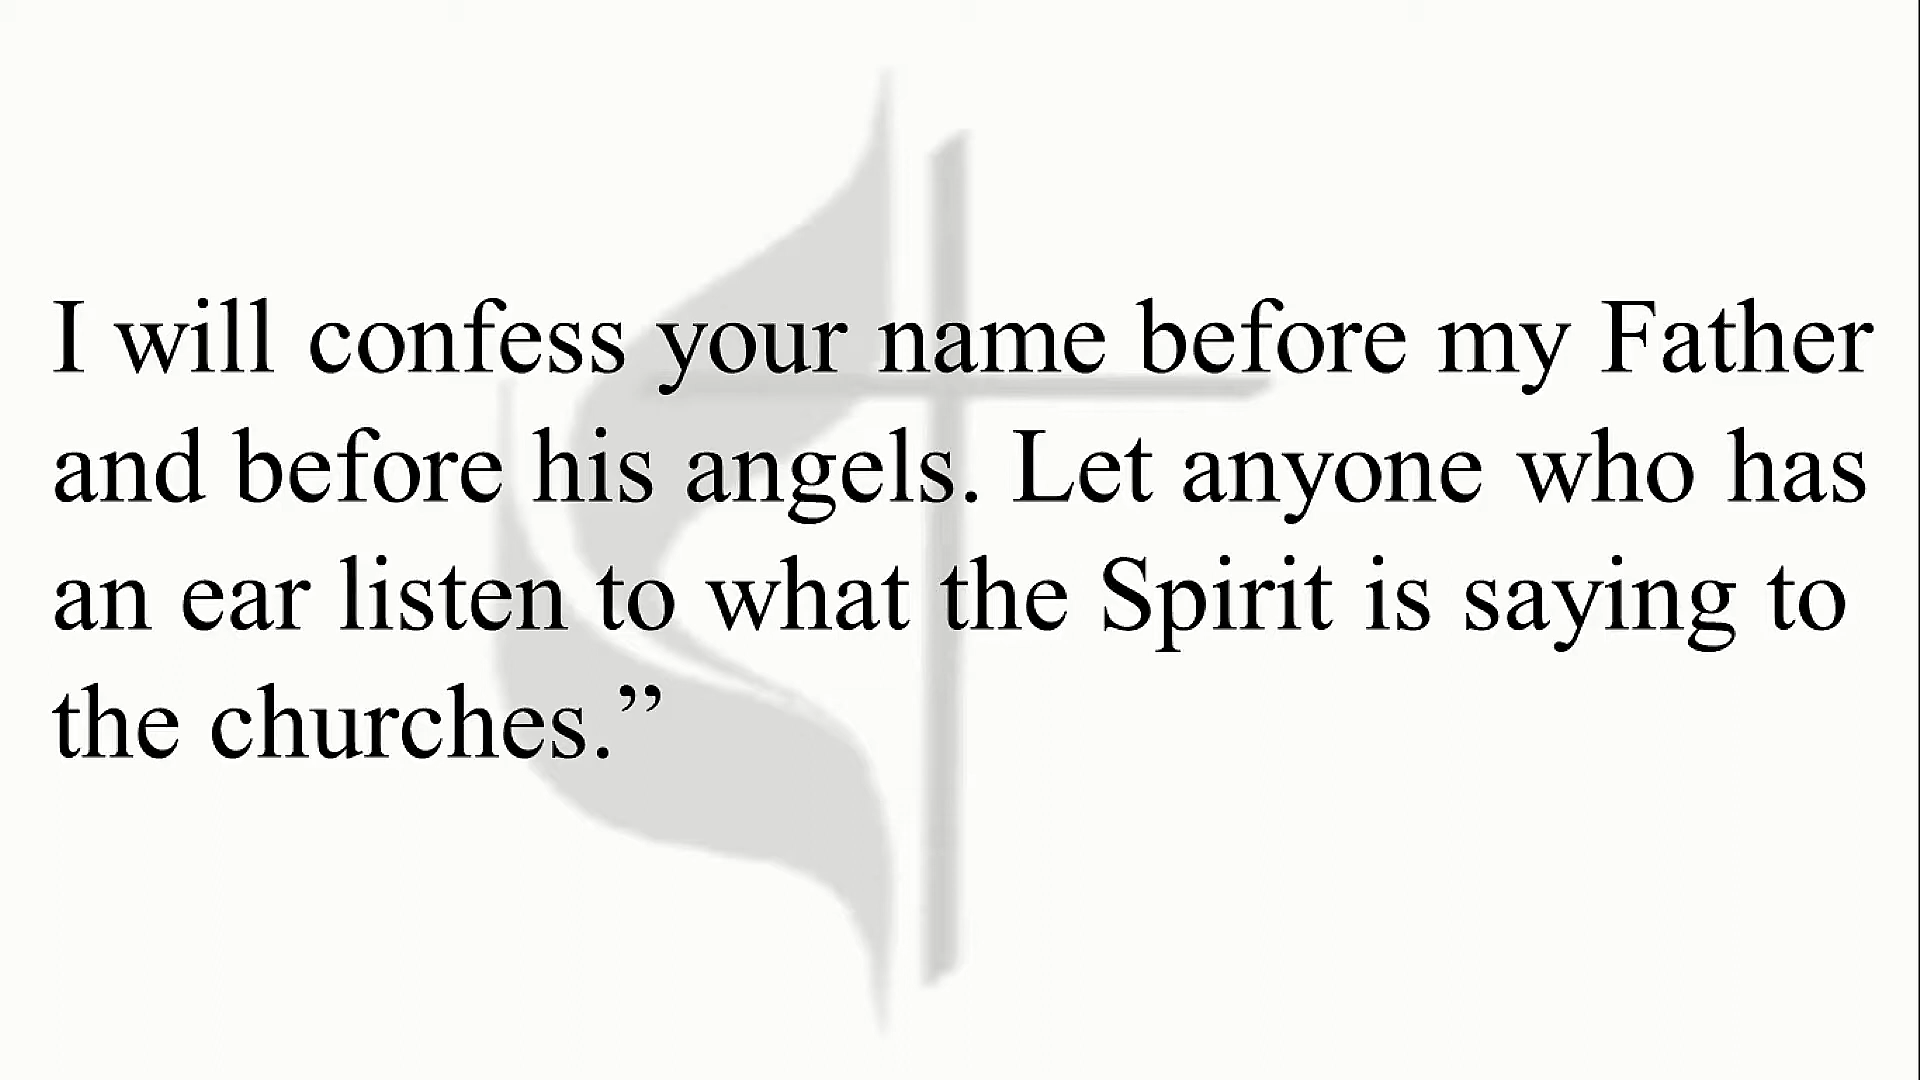 I will confess your name before my Father
and before his angels. Let anyone who has
an ear listen to what the Spirit is saying to
the churches.”